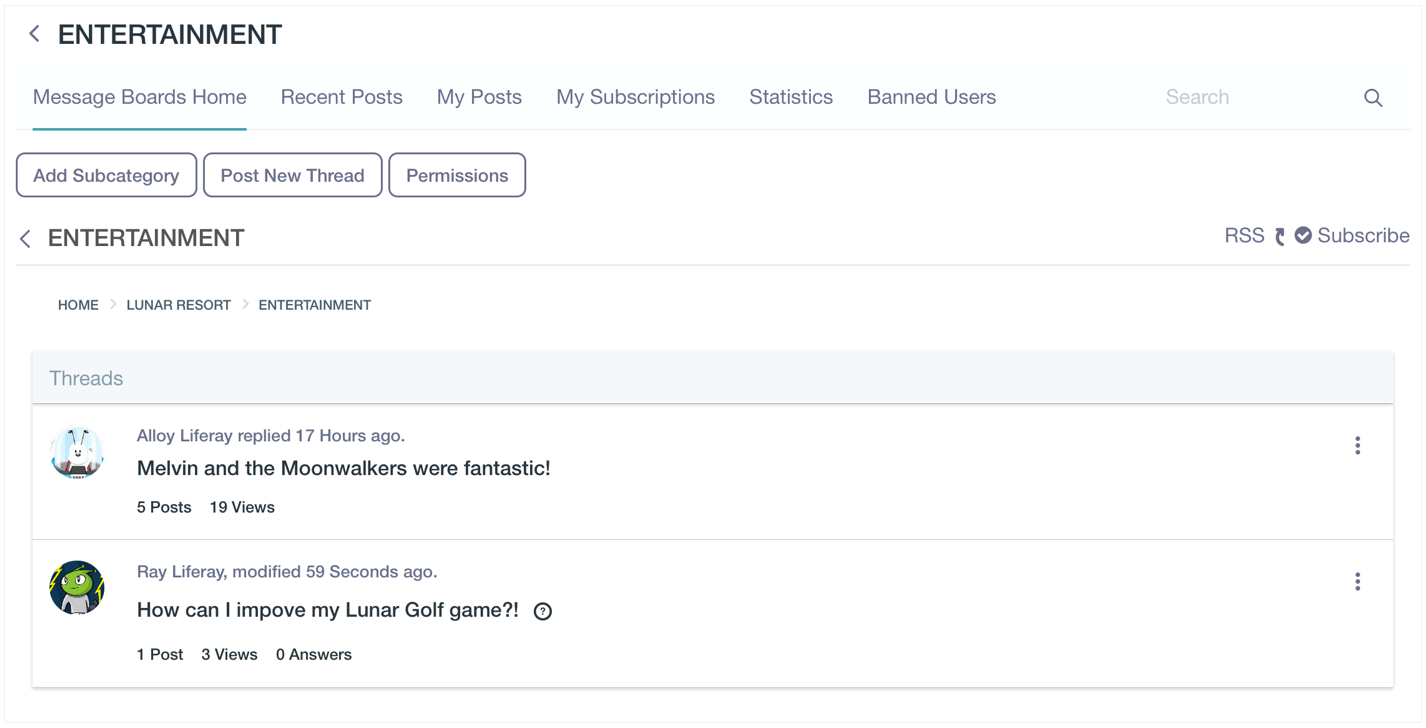 ENTERTAINMENT
Message Boards Home Recent Posts My Posts My Subscriptions Statistics Banned Users Search
Add Subcategory Post New Thread Permissions
ENTERTAINMENT RSS Subscribe
HOME LUNAR RESORT ENTERTAINMENT
Threads
Alloy Liferay replied 17 Hours ago.
Melvin and the Moonwalkers were fantastic!
5 Posts 19 Views
Ray Liferay, modified 59 Seconds ago.
How can I impove my Lunar Golf game?! ?
1 Post 3 Views 0 Answers